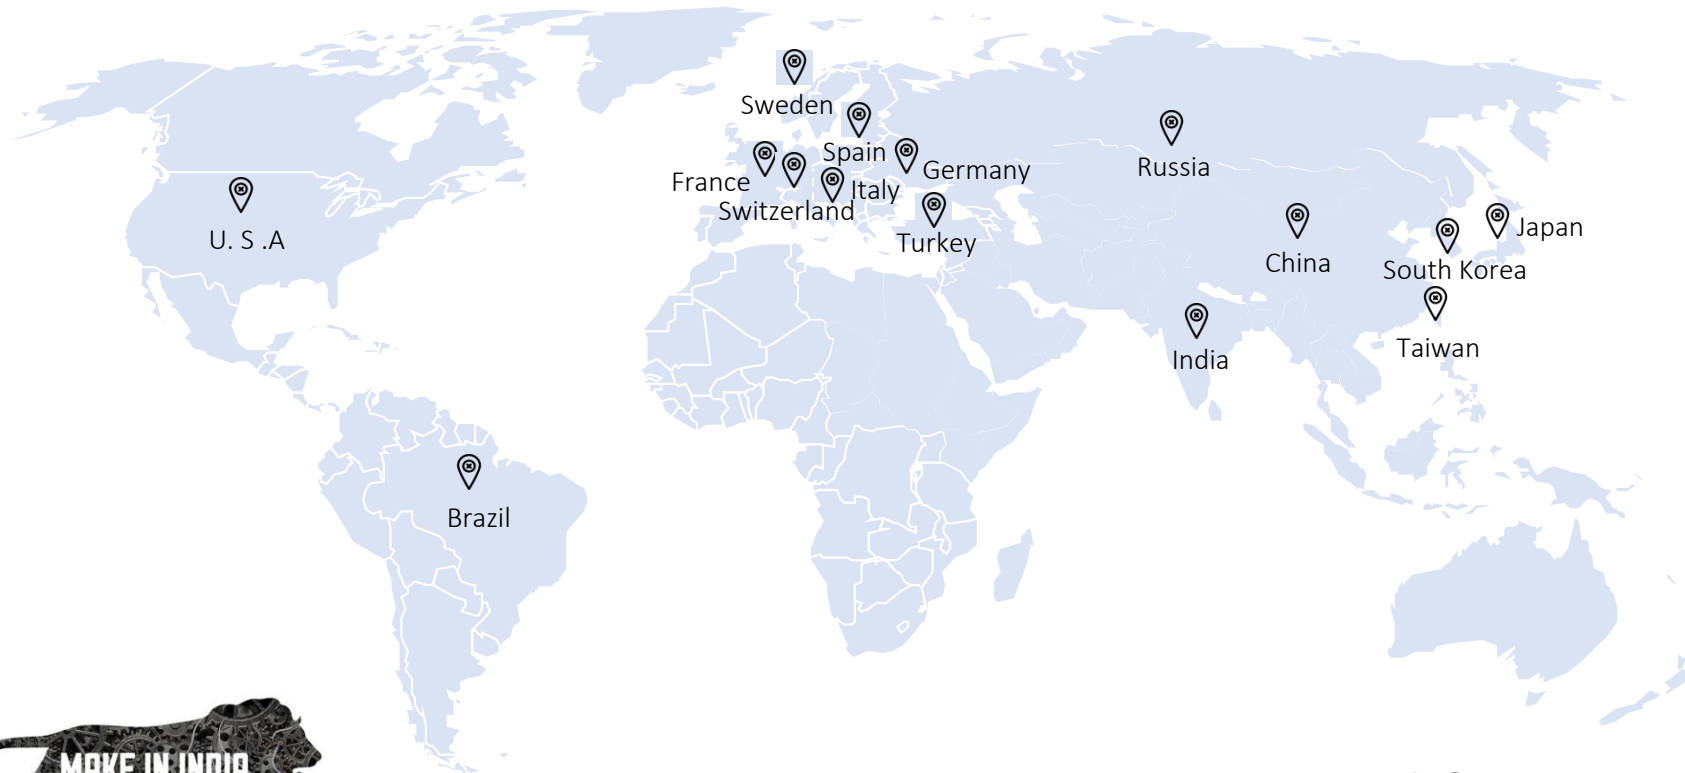 Sweden
Spain
Germany
France
Italy
Switzerland
Turkey
Russia
U. S .A
Japan
China
South Korea
India
Taiwan
Brazil
MAKE IN INDIA